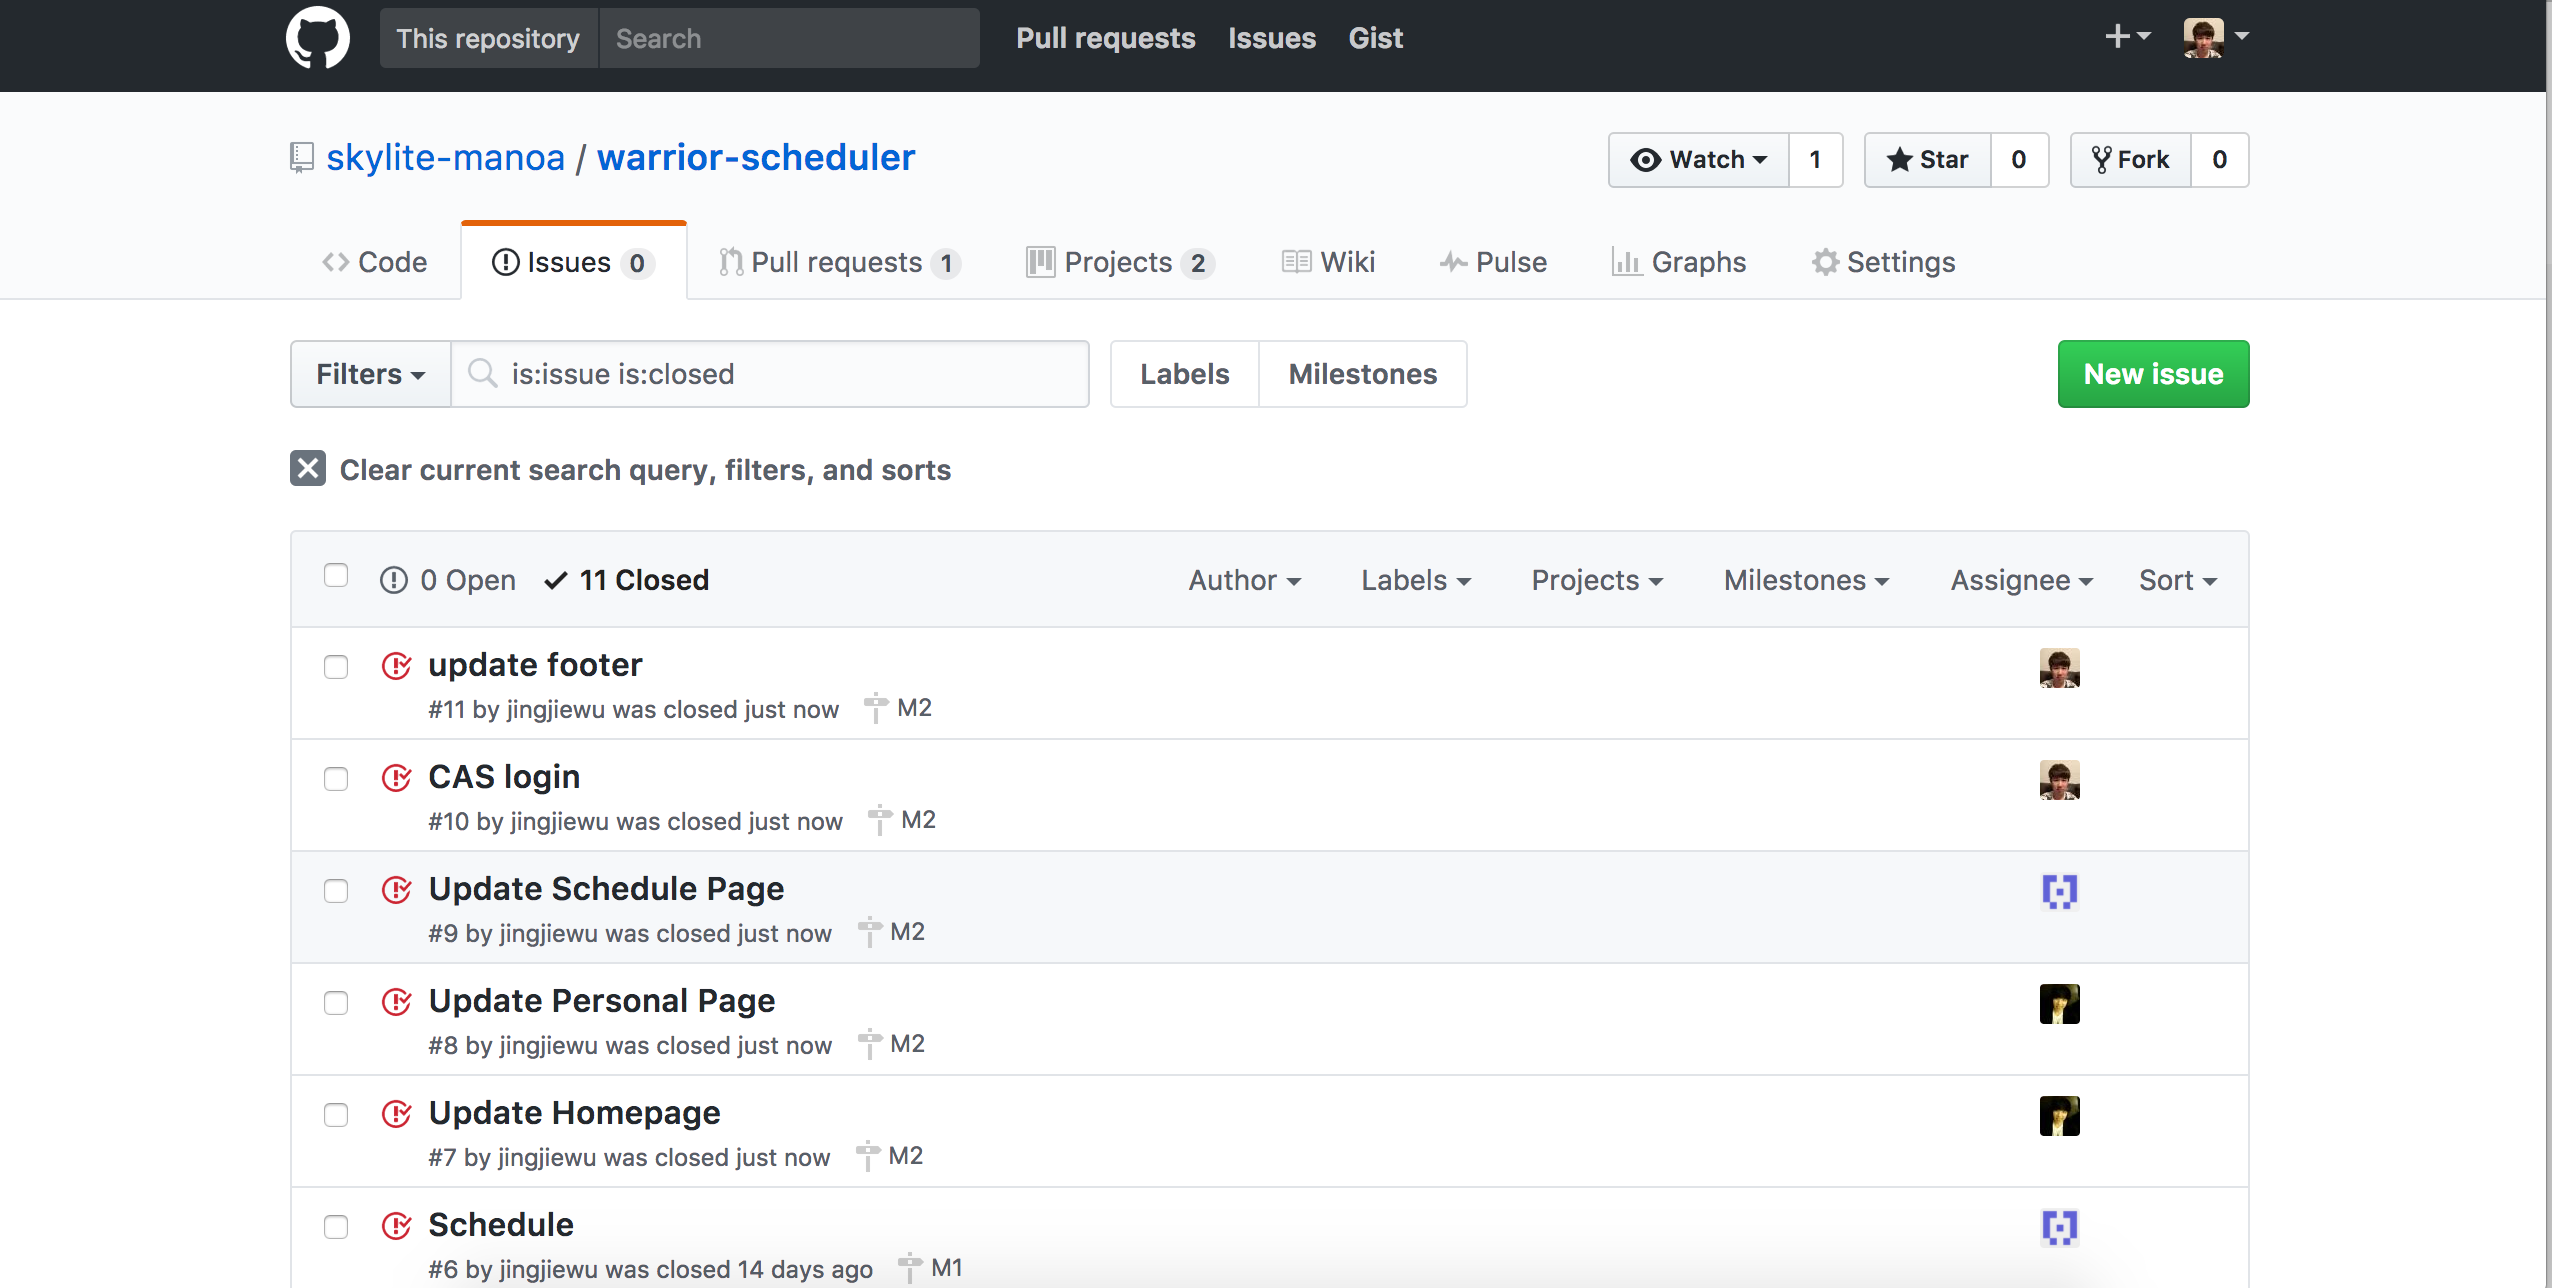 This repository Search Pull requests Issues Gist
skylite-manoa / warrior-scheduler Watch 1 Star 0 Fork 0
Code Issues 0 Pull requests 1 Projects 2 Wiki Pulse Graphs Settings
Filters is:issue is:closed Labels Milestones New issue
Clear current search query, filters, and sorts
0 Open 11 Closed Author Labels Projects Milestones Assignee Sort
update footer
#11 by jingjiewu was closed just now M2
CAS login
#10 by jingjiewu was closed just now M2
Update Schedule Page
#9 by jingjiewu was closed just now M2
Update Personal Page
#8 by jingjiewu was closed just now M2
Update Homepage
#7 by jingjiewu was closed just now M2
Schedule
#6 by jingjiewu was closed 14 days ago M1